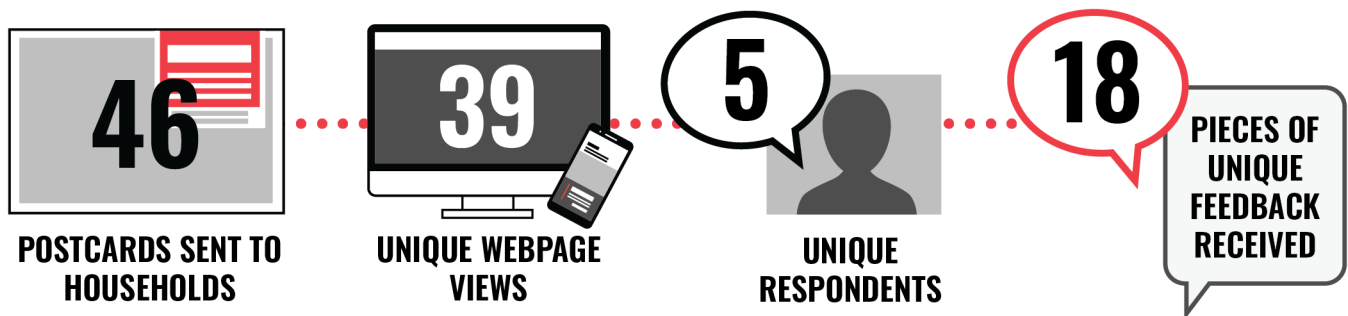 46
POSTCARDS SENT TO
HOUSEHOLDS
39
UNIQUE WEBPAGE
VIEWS
5
UNIQUE
RESPONDENTS
18
PIECES OF
UNIQUE
FEEDBACK
RECEIVED